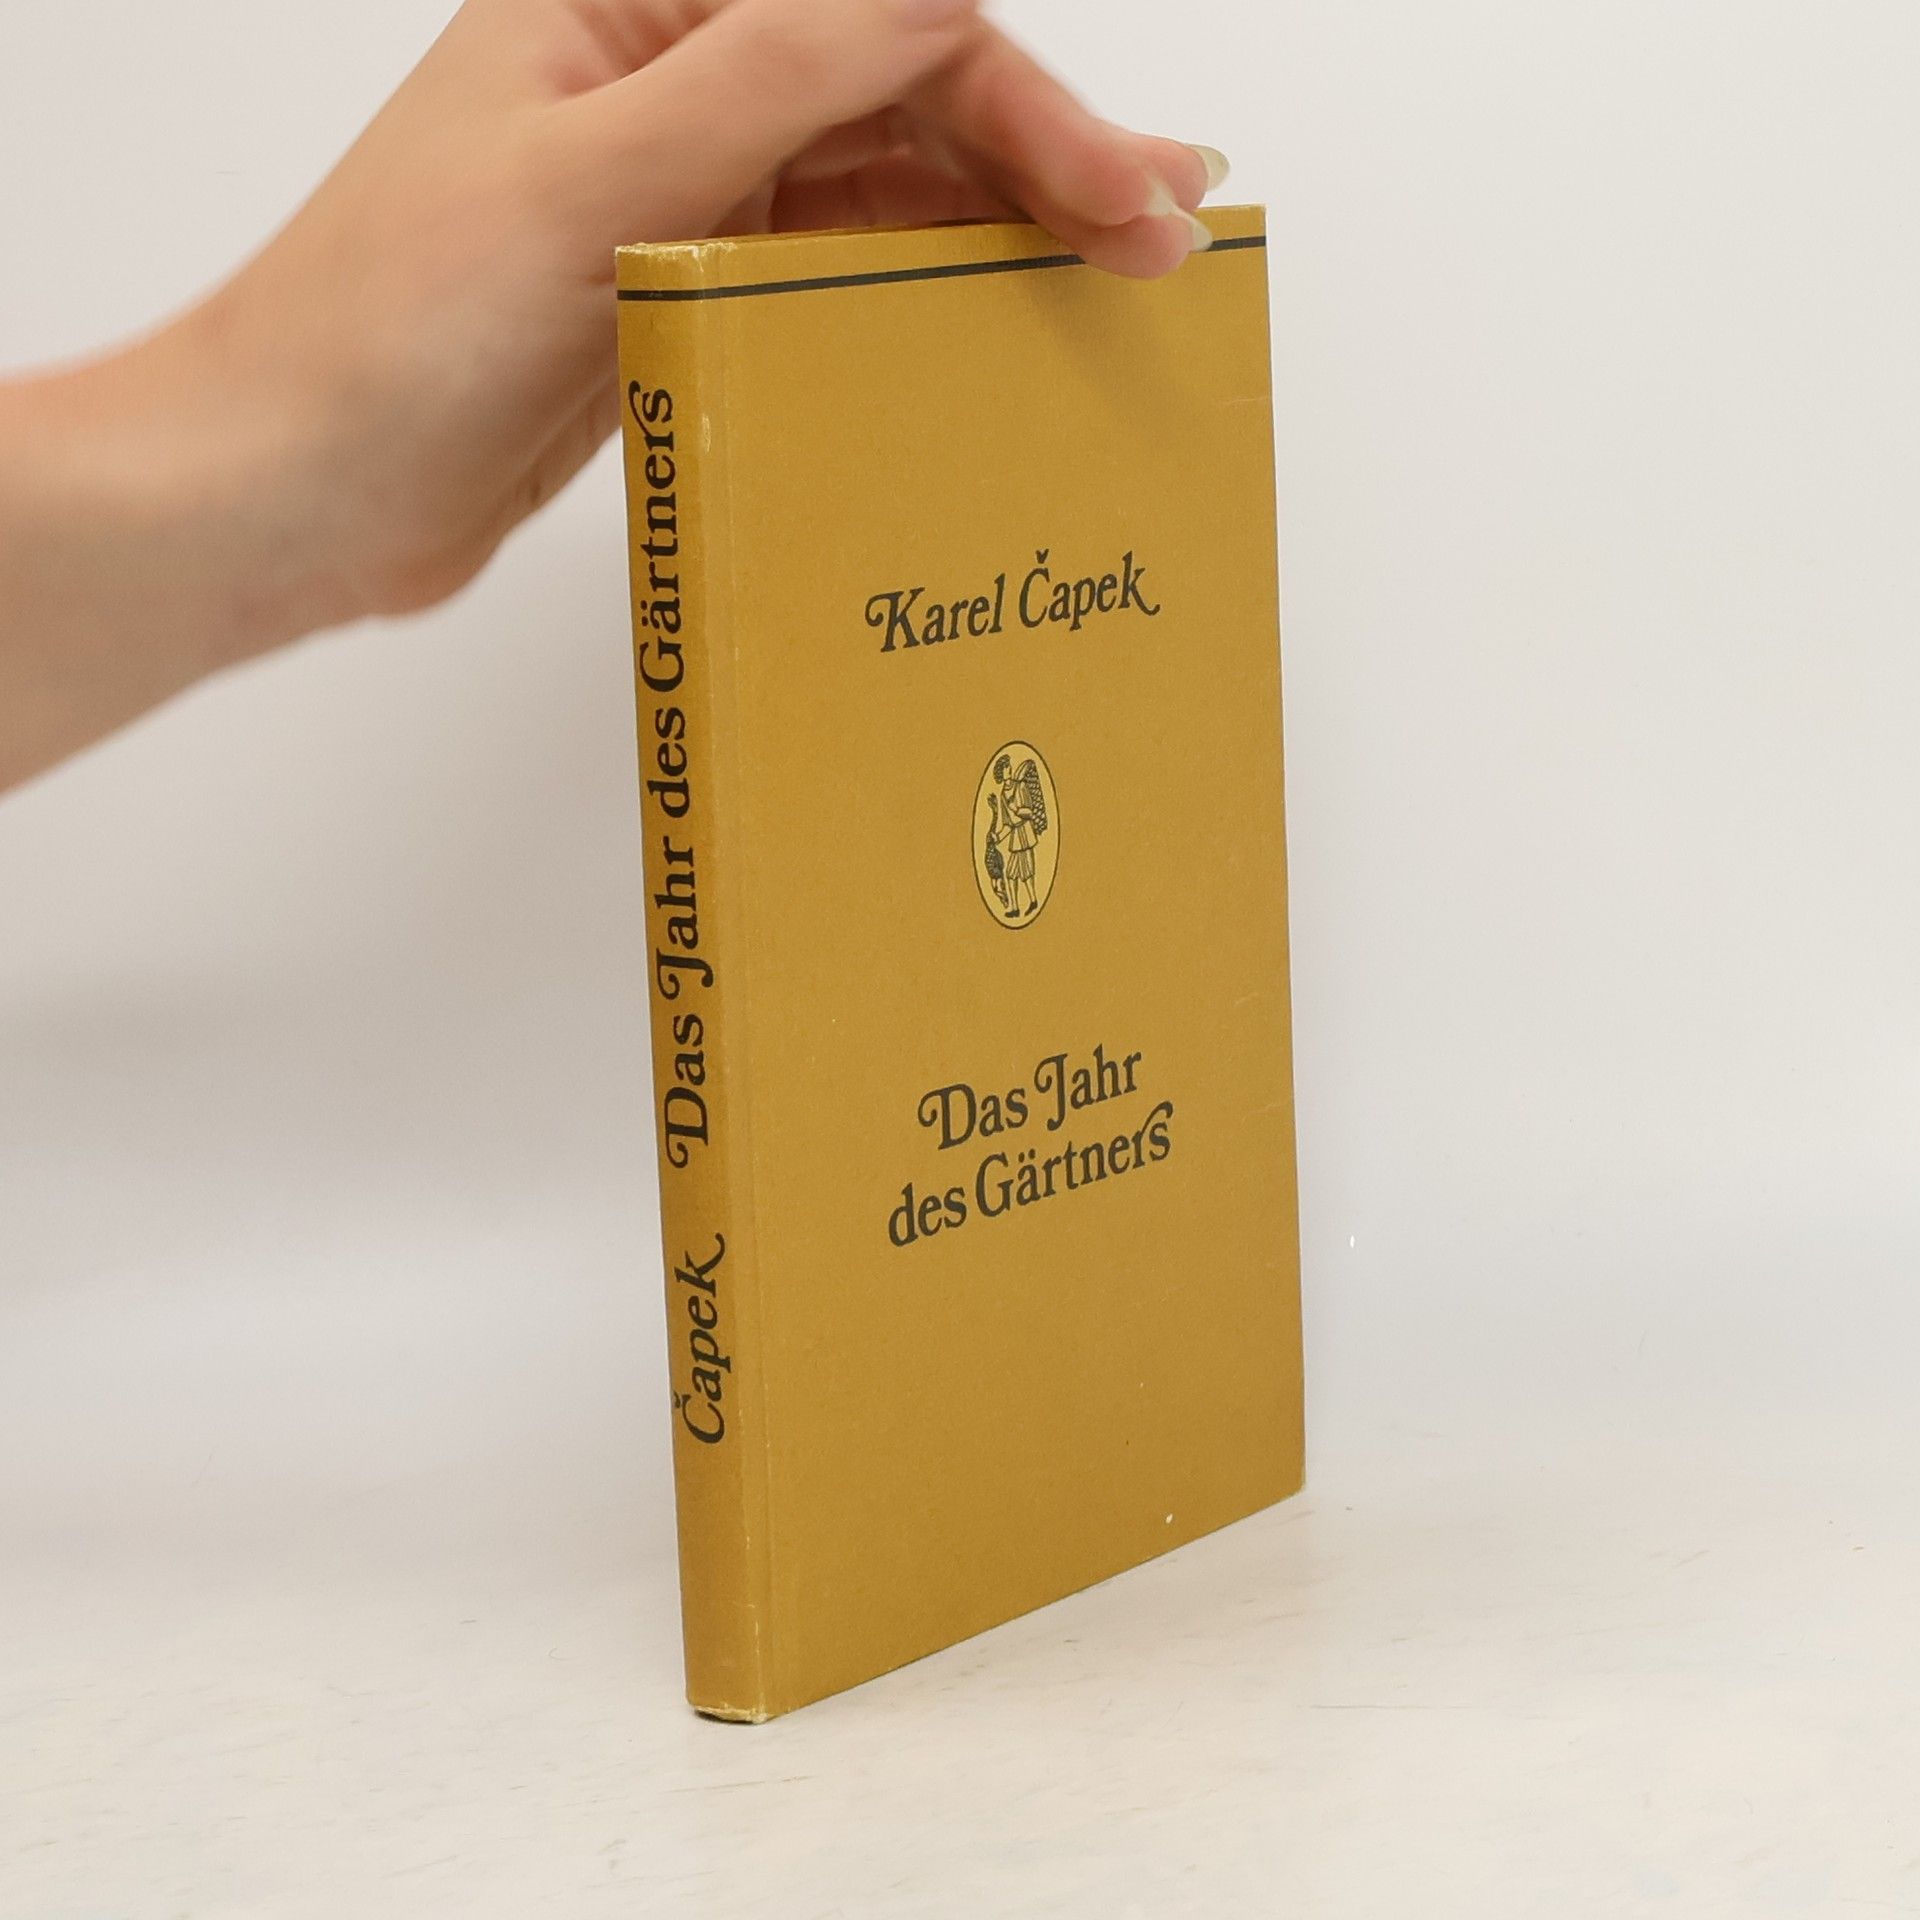 Čapek Das Jahr des Gärtners
Karel Čapek
Das Jahr
des Gärtners